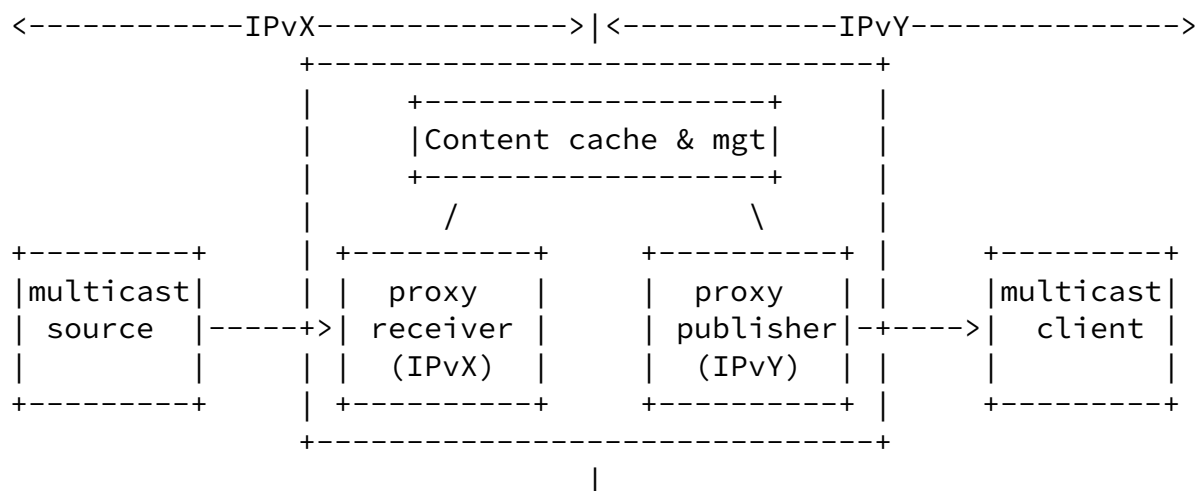 <------------IPvX-------------->|<------------IPvY--------------->
Content cache & mgt
multicast source
proxy receiver (IPvX)
proxy publisher (IPvY)
multicast client